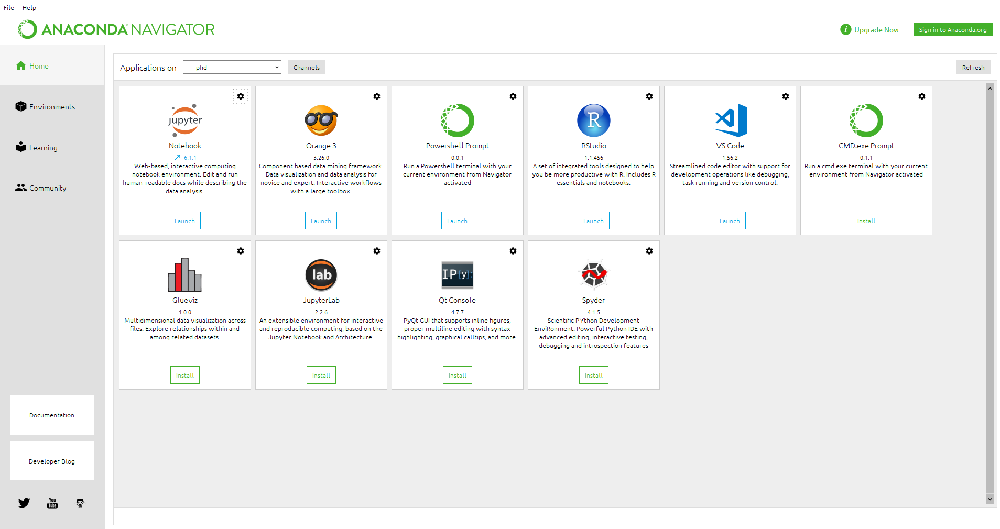 File Help
ANACONDA NAVIGATOR
Upgrade Now
Sign in to Anaconda.org
Home
Environments
Learning
Community
Documentation
Developer Blog
You
Tube
Applications on phd Channels Refresh
jupyter
Notebook
6.1.1
Web-based, interactive computing
notebook environment. Edit and run
human-readable docs while describing the
data analysis.
Launch
Orange 3
3.26.0
Component based data mining framework.
Data visualization and data analysis for
novice and expert. Interactive workflows
with a large toolbox.
Launch
Powershell Prompt
0.0.1
Run a Powershell terminal with your
current environment from Navigator
activated
Launch
R
RStudio
1.1.456
A set of integrated tools designed to help
you be more productive with R. Includes R
essentials and notebooks.
Launch
VS Code
1.56.2
Streamlined code editor with support for
development operations like debugging,
task running and version control.
Launch
CMD.exe Prompt
0.1.1
Run a cmd.exe terminal with your current
environment from Navigator activated
Install
Glueviz
1.0.0
Multidimensional data visualization across
files. Explore relationships within and
among related datasets.
Install
lab
JupyterLab
2.2.6
An extensible environment for interactive
and reproducible computing, based on the
Jupyter Notebook and Architecture.
Install
IP[y]:
Qt Console
4.7.7
PyQt GUI that supports inline figures,
proper multiline editing with syntax
highlighting, graphical calltips, and more.
Install
Spyder
4.1.5
Scientific PYthon Development
EnviRonment. Powerful Python IDE with
advanced editing, interactive testing,
debugging and introspection features
Install